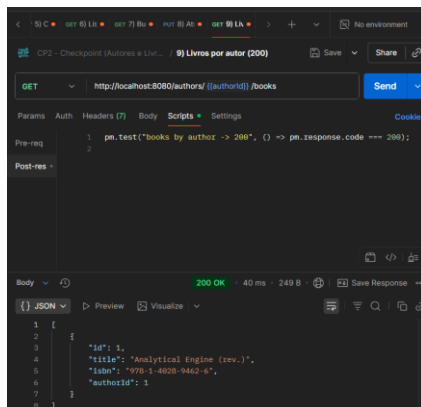 5) C GET 6) Lis GET 7) Bu PUT 8) At GET 9) Liv No environment
CP2 - Checkpoint (Autores e Livr... / 9) Livros por autor (200) Save Share
GET http://localhost:8080/authors/ {{authorId}} /books Send
Params Auth Headers (7) Body Scripts Settings Cookie
Pre-req
Post-res
1 pm.test("books by author -> 200", () => pm.response.code === 200);
2
Body 200 OK 40 ms 249 B Save Response
{} JSON Preview Visualize
1 [
2 {
3 "id": 1,
4 "title": "Analytical Engine (rev.)",
5 "isbn": "978-1-4028-9462-6",
6 "authorId": 1
7 }
8 ]